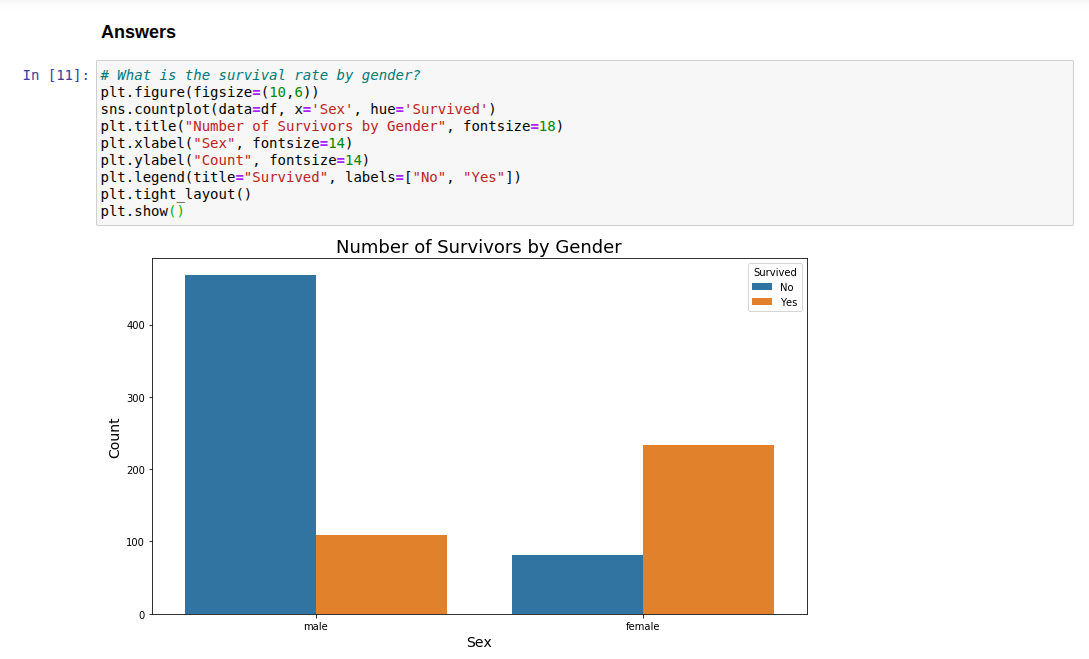 Answers
In [11]:
# What is the survival rate by gender?
plt.figure(figsize=(10,6))
sns.countplot(data=df, x='Sex', hue='Survived')
plt.title("Number of Survivors by Gender", fontsize=18)
plt.xlabel("Sex", fontsize=14)
plt.ylabel("Count", fontsize=14)
plt.legend(title="Survived", labels=["No", "Yes"])
plt.tight_layout()
plt.show()
Number of Survivors by Gender
Survived
No
Yes
400
300
200
100
0
Count
male
female
Sex